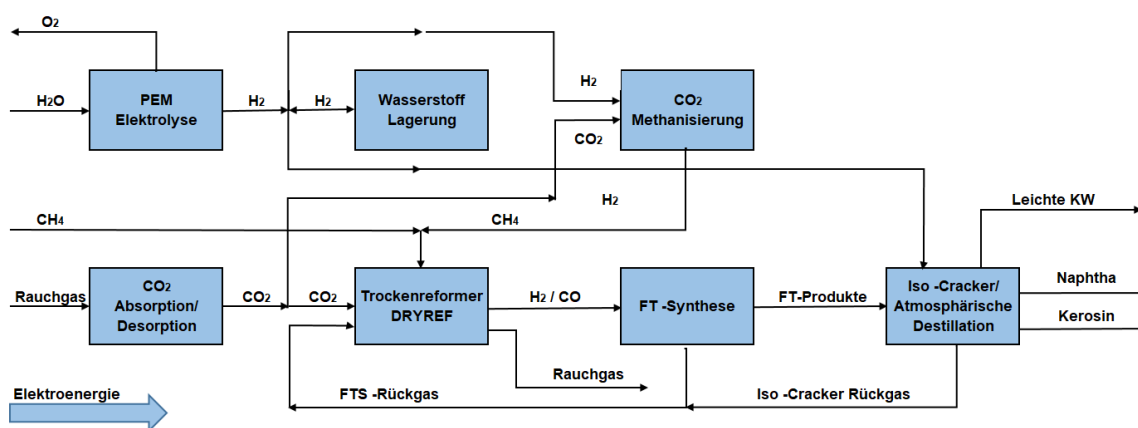 O2
H2O
PEM
Elektrolyse
H2
H2
Wasserstoff
Lagerung
H2
CO2
CO2
Methanisierung
H2
Leichte KW
CH4
CH4
Rauchgas
CO2
Absorption/
Desorption
CO2
CO2
Trockenreformer
DRYREF
H2 / CO
FT -Synthese
FT-Produkte
Iso -Cracker/
Atmosphärische
Destillation
Naphtha
Kerosin
Rauchgas
Elektroenergie
FTS -Rückgas
Iso -Cracker Rückgas